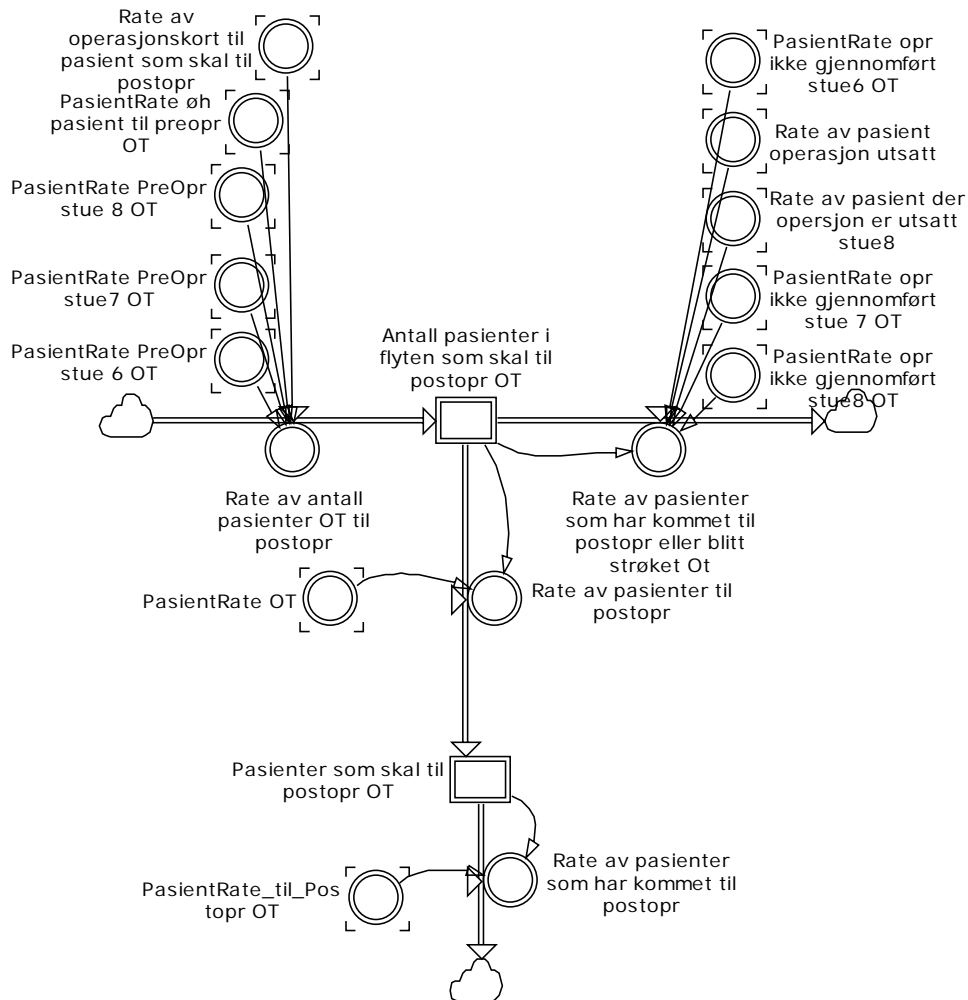 Rate av
operasjonskort til
pasient som skal til
postopr
PasientRate øh
pasient til preopr
OT
PasientRate PreOpr
stue 8 OT
PasientRate PreOpr
stue7 OT
PasientRate PreOpr
stue 6 OT
PasientRate opr
ikke gjennomført
stue6 OT
Rate av pasient
operasjon utsatt
Rate av pasient der
opersjon er utsatt
stue8
PasientRate opr
ikke gjennomført
stue 7 OT
PasientRate opr
ikke gjennomført
stue8 OT
Antall pasienter i
flyten som skal til
postopr OT
Rate av antall
pasienter OT til
postopr
Rate av pasienter
som har kommet til
postopr eller blitt
strøket Ot
PasientRate OT
Rate av pasienter til
postopr
Pasienter som skal til
postopr OT
PasientRate_til_Pos
topr OT
Rate av pasienter
som har kommet til
postopr